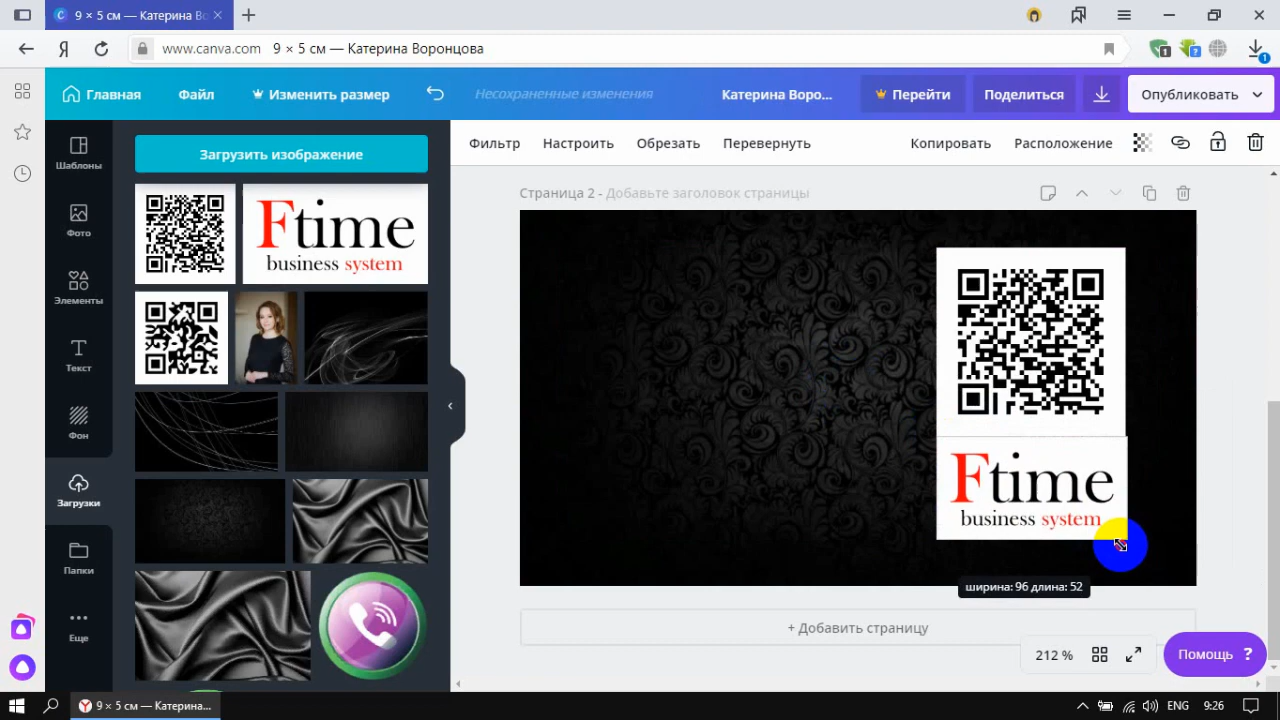 9 × 5 см — Катерина Во
www.canva.com 9 × 5 см — Катерина Воронцова
Главная Файл Изменить размер Несохраненные изменения Катерина Воро... Перейти Поделиться Опубликовать
Шаблоны
Фото
Элементы
Текст
Фон
Загрузки
Папки
Еще
Загрузить изображение
Ftime
business system
Фильтр Настроить Обрезать Перевернуть Копировать Расположение
Страница 2 - Добавьте заголовок страницы
Ftime
business system
ширина: 96 длина: 52
+ Добавить страницу
212 % Помощь ?
9 × 5 см — Катерина... ENG 9:26